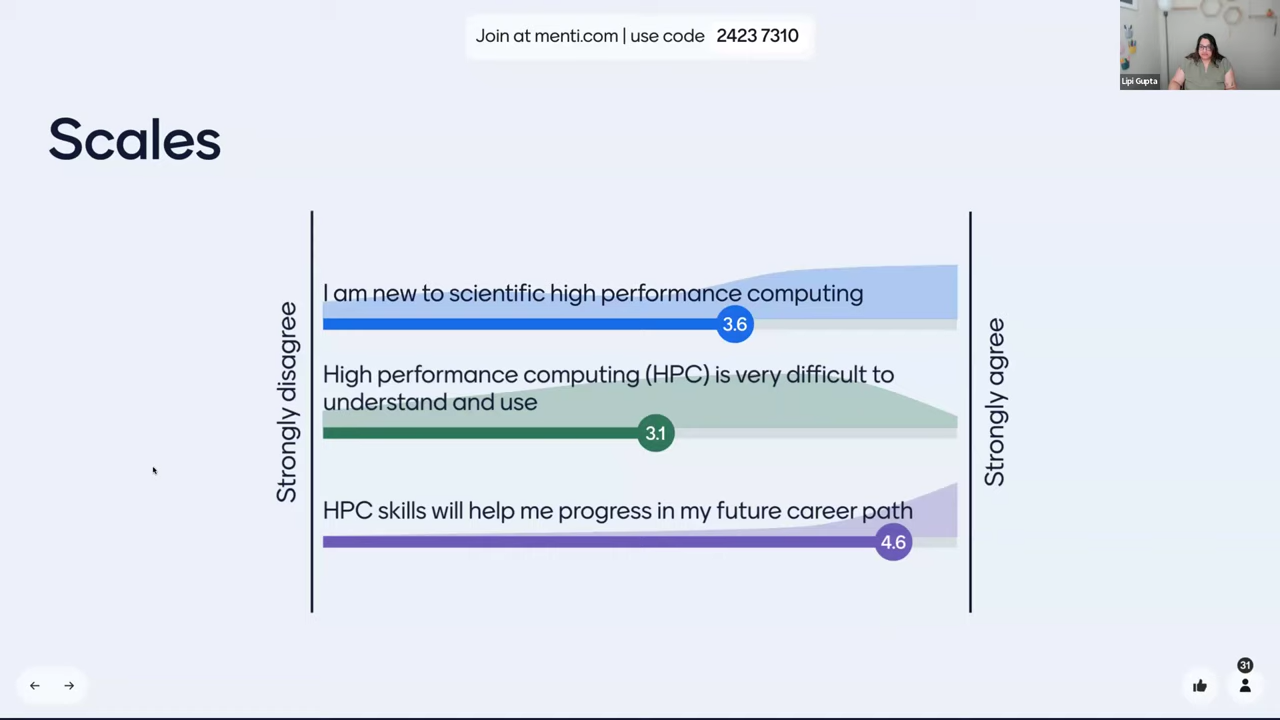 Join at menti.com | use code 2423 7310
Lipi Gupta
Scales
Strongly disagree
I am new to scientific high performance computing
3.6
High performance computing (HPC) is very difficult to
understand and use
3.1
HPC skills will help me progress in my future career path
4.6
Strongly agree
31